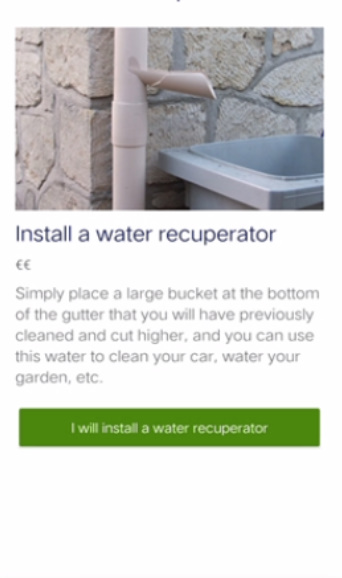 Install a water recuperator
€€
Simply place a large bucket at the bottom
of the gutter that you will have previously
cleaned and cut higher, and you can use
this water to clean your car, water your
garden, etc.
I will install a water recuperator